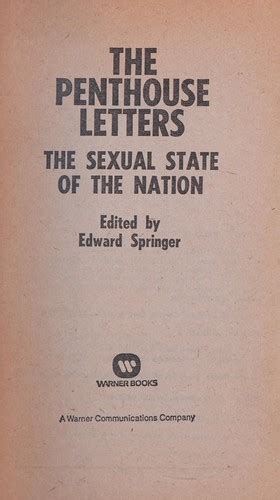 THE
PENTHOUSE
LETTERS
THE SEXUAL STATE
OF THE NATION
Edited by
Edward Springer
WARNER BOOKS
A Warner Communications Company